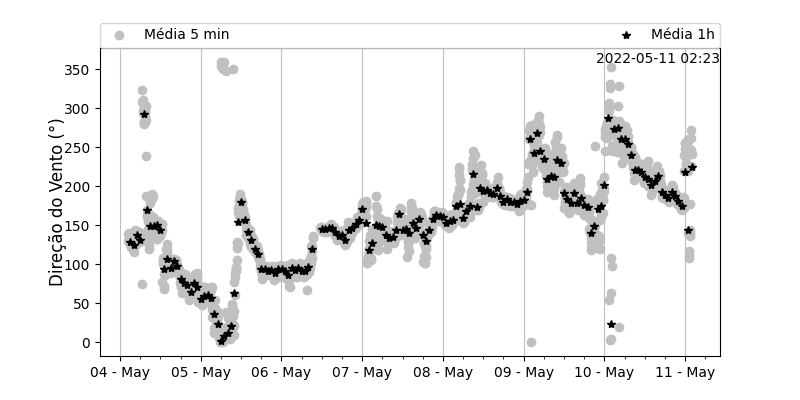 Média 5 min
Média 1h
2022-05-11 02:23
Direção do Vento (°)
350
300
250
200
150
100
50
0
04 - May
05 - May
06 - May
07 - May
08 - May
09 - May
10 - May
11 - May